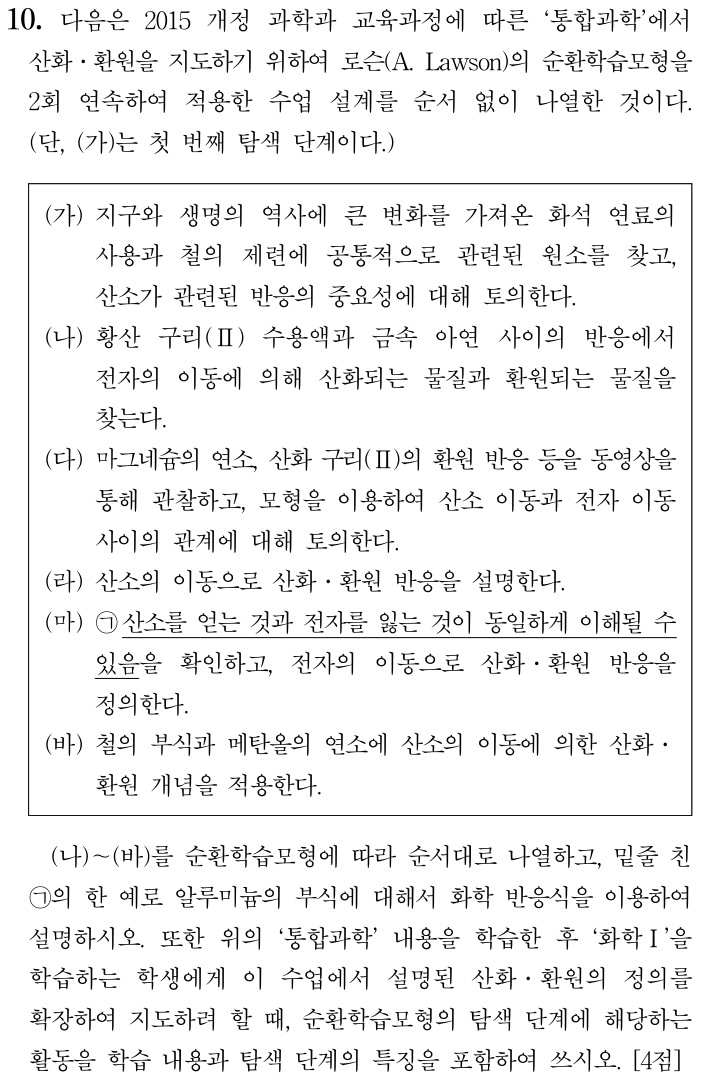 10. 다음은 2015 개정 과학과 교육과정에 따른 ‘통합과학’에서
산화·환원을 지도하기 위하여 로슨(A. Lawson)의 순환학습모형을
2회 연속하여 적용한 수업 설계를 순서 없이 나열한 것이다.
(단, (가)는 첫 번째 탐색 단계이다.)
(가) 지구와 생명의 역사에 큰 변화를 가져온 화석 연료의
사용과 철의 제련에 공통적으로 관련된 원소를 찾고,
산소가 관련된 반응의 중요성에 대해 토의한다.
(나) 황산 구리(Ⅱ) 수용액과 금속 아연 사이의 반응에서
전자의 이동에 의해 산화되는 물질과 환원되는 물질을
찾는다.
(다) 마그네슘의 연소, 산화 구리(Ⅱ)의 환원 반응 등을 동영상을
통해 관찰하고, 모형을 이용하여 산소 이동과 전자 이동
사이의 관계에 대해 토의한다.
(라) 산소의 이동으로 산화·환원 반응을 설명한다.
(마) ㉠산소를 얻는 것과 전자를 잃는 것이 동일하게 이해될 수
있음을 확인하고, 전자의 이동으로 산화·환원 반응을
정의한다.
(바) 철의 부식과 메탄올의 연소에 산소의 이동에 의한 산화·
환원 개념을 적용한다.
(나)～(바)를 순환학습모형에 따라 순서대로 나열하고, 밑줄 친
㉠의 한 예로 알루미늄의 부식에 대해서 화학 반응식을 이용하여
설명하시오. 또한 위의 ‘통합과학’ 내용을 학습한 후 ‘화학Ⅰ’을
학습하는 학생에게 이 수업에서 설명된 산화·환원의 정의를
확장하여 지도하려 할 때, 순환학습모형의 탐색 단계에 해당하는
활동을 학습 내용과 탐색 단계의 특징을 포함하여 쓰시오. [4점]